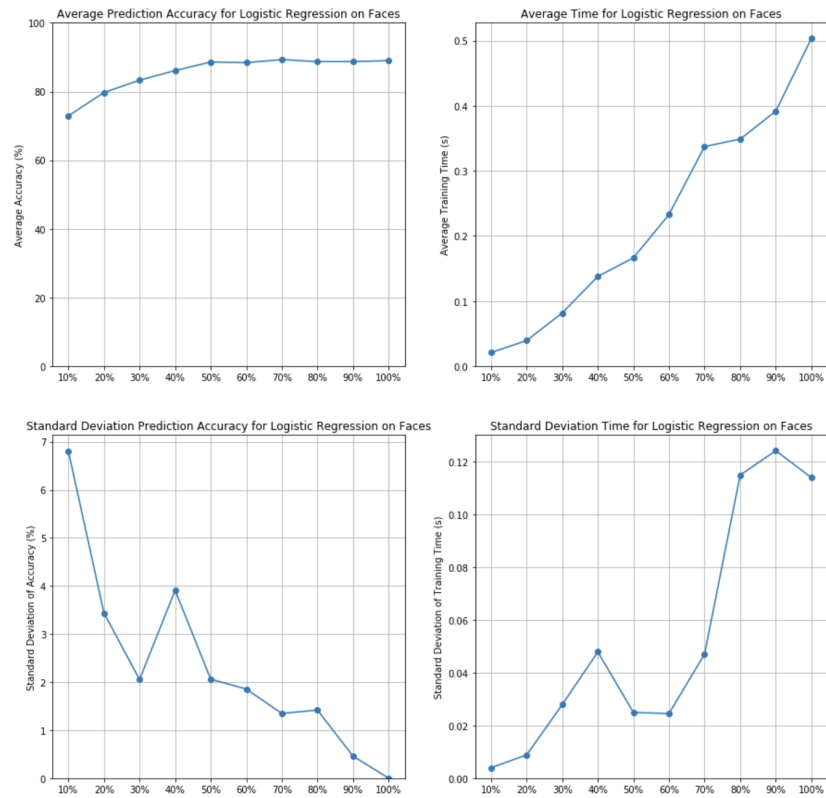 Average Prediction Accuracy for Logistic Regression on Faces
100
80
60
40
20
0
Average Accuracy (%)
10% 20% 30% 40% 50% 60% 70% 80% 90% 100%
Average Time for Logistic Regression on Faces
0.5
0.4
0.3
0.2
0.1
0.0
Average Training Time (s)
10% 20% 30% 40% 50% 60% 70% 80% 90% 100%
Standard Deviation Prediction Accuracy for Logistic Regression on Faces
7
6
5
4
3
2
1
0
Standard Deviation of Accuracy (%)
10% 20% 30% 40% 50% 60% 70% 80% 90% 100%
Standard Deviation Time for Logistic Regression on Faces
0.12
0.10
0.08
0.06
0.04
0.02
0.00
Standard Deviation of Training Time (s)
10% 20% 30% 40% 50% 60% 70% 80% 90% 100%